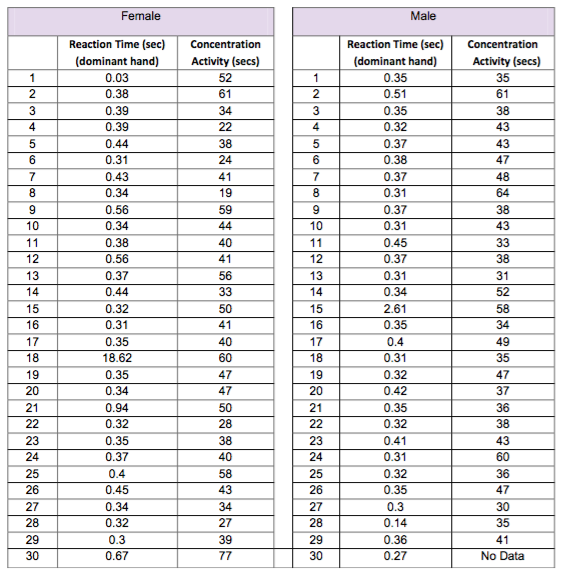 Female Male
Reaction Time (sec) Concentration Reaction Time (sec) Concentration
(dominant hand) Activity (secs) (dominant hand) Activity (secs)
1 0.03 52 1 0.35 35
2 0.38 61 2 0.51 61
3 0.39 34 3 0.35 38
4 0.39 22 4 0.32 43
5 0.44 38 5 0.37 43
6 0.31 24 6 0.38 47
7 0.43 41 7 0.37 48
8 0.34 19 8 0.31 64
9 0.56 59 9 0.37 38
10 0.34 44 10 0.31 43
11 0.38 40 11 0.45 33
12 0.56 41 12 0.37 38
13 0.37 56 13 0.31 31
14 0.44 33 14 0.34 52
15 0.32 50 15 2.61 58
16 0.31 41 16 0.35 34
17 0.35 40 17 0.4 49
18 18.62 60 18 0.31 35
19 0.35 47 19 0.32 47
20 0.34 47 20 0.42 37
21 0.94 50 21 0.35 36
22 0.32 28 22 0.32 38
23 0.35 38 23 0.41 43
24 0.37 40 24 0.31 60
25 0.4 58 25 0.32 36
26 0.45 43 26 0.35 47
27 0.34 34 27 0.3 30
28 0.32 27 28 0.14 35
29 0.3 39 29 0.36 41
30 0.67 77 30 0.27 No Data